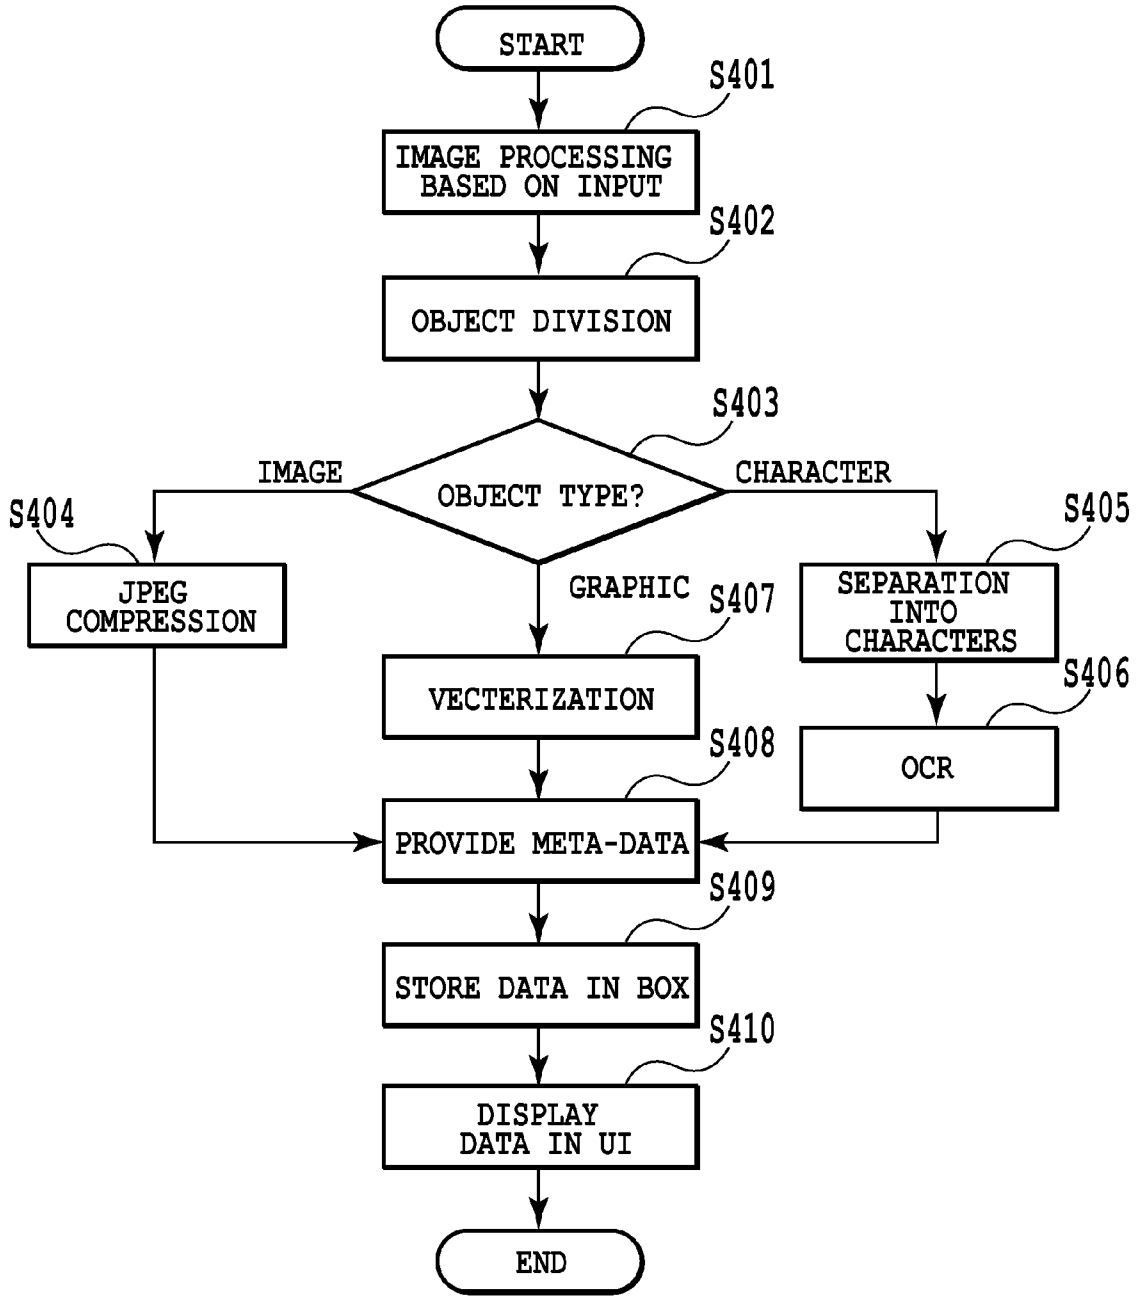 START
S401
IMAGE PROCESSING
BASED ON INPUT
S402
OBJECT DIVISION
S403
IMAGE
OBJECT TYPE?
CHARACTER
S404
JPEG
COMPRESSION
GRAPHIC
S405
SEPARATION
INTO
CHARACTERS
S407
VECTERIZATION
S406
OCR
S408
PROVIDE META-DATA
S409
STORE DATA IN BOX
S410
DISPLAY
DATA IN UI
END